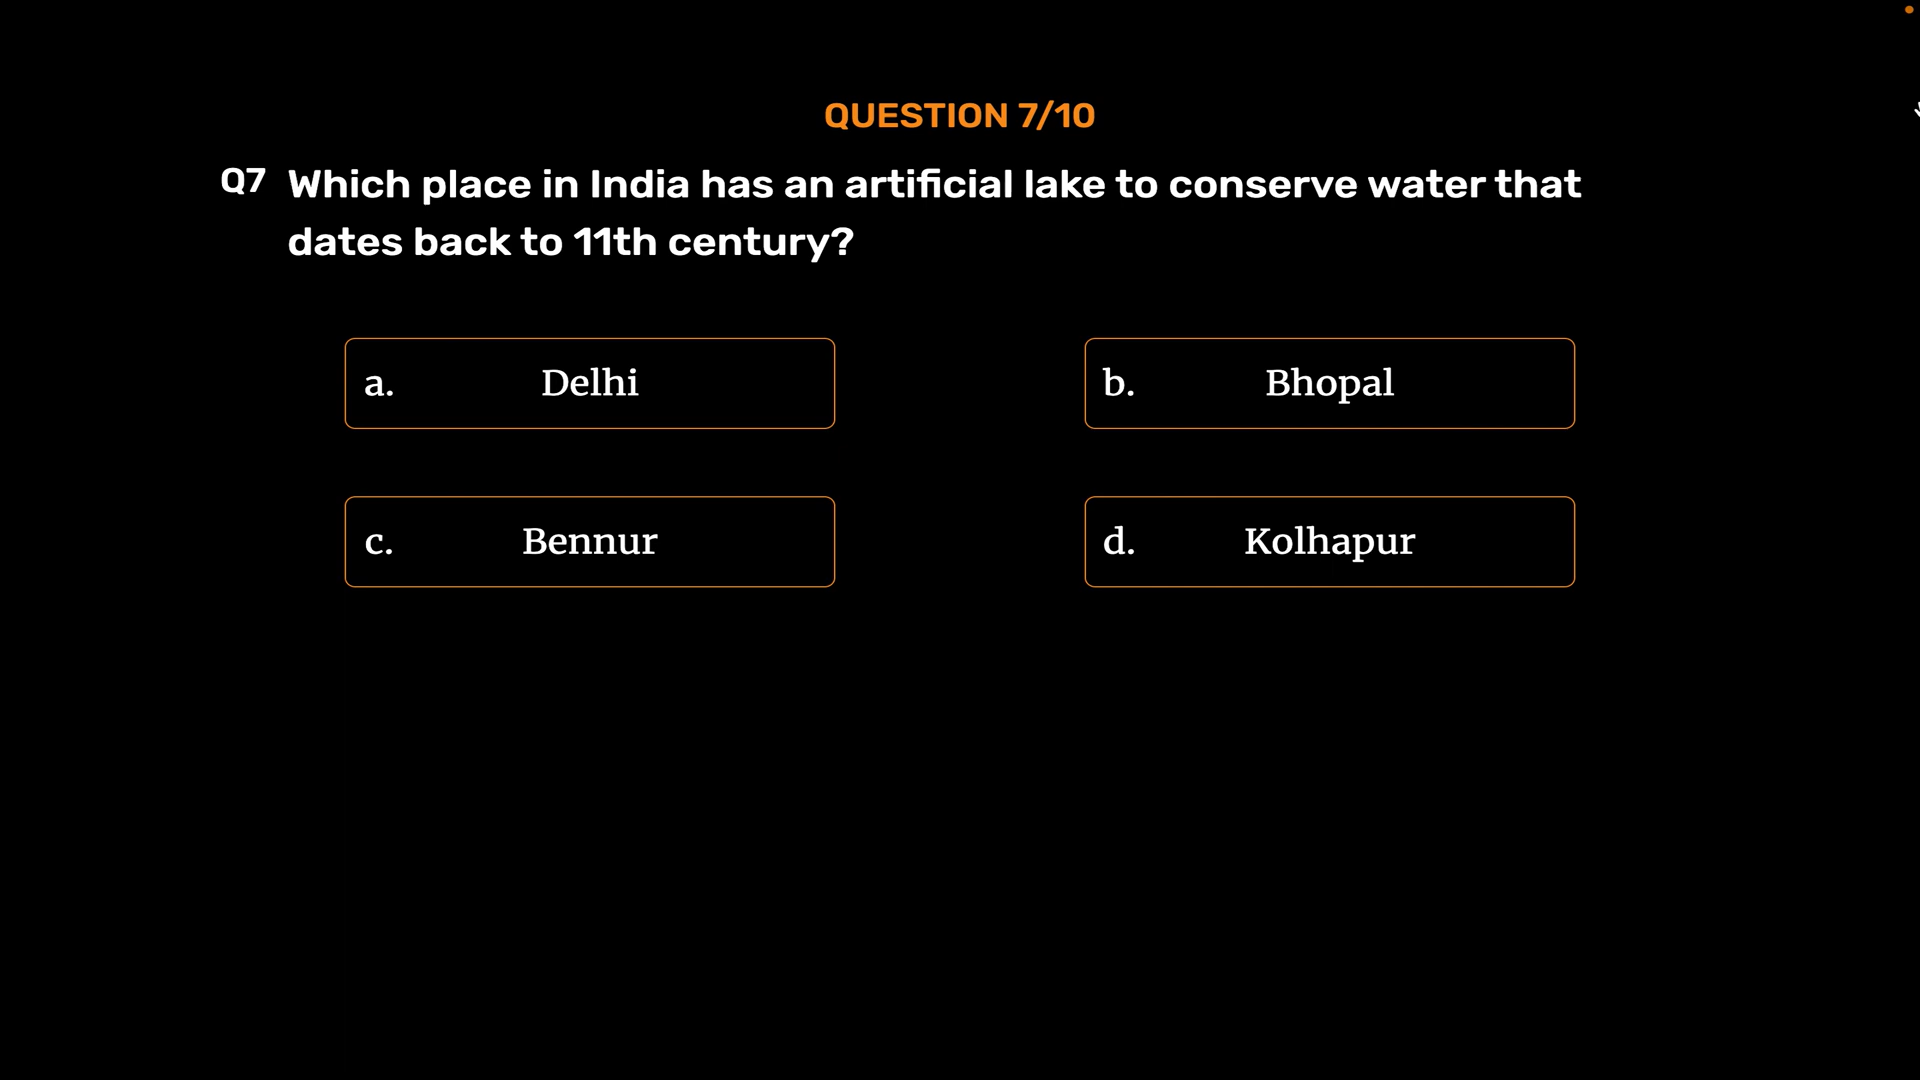 QUESTION 7/10
Q7 Which place in India has an artificial lake to conserve water that
dates back to 11th century?
a. Delhi
b. Bhopal
c. Bennur
d. Kolhapur